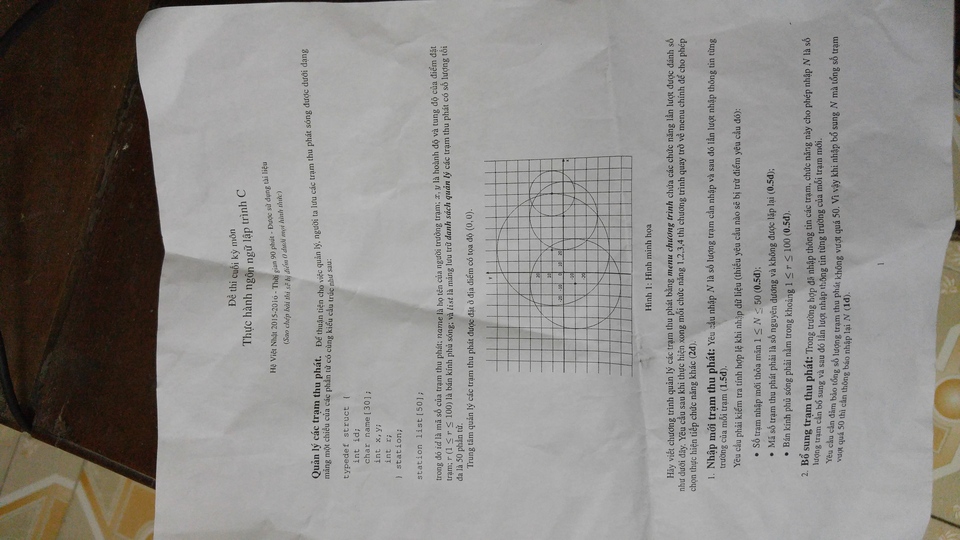 Đề thi cuối kỳ môn
Thực hành ngôn ngữ lập trình C
Hệ Việt Nhật 2015-2016 - Thời gian 90 phút - Được sử dụng tài liệu
(Sao chép bài thi sẽ bị điểm 0 dưới mọi hình thức)
Quản lý các trạm thu phát. Để thuận tiện cho việc quản lý, người ta lưu các trạm thu phát sóng được dưới dạng
mảng một chiều của các phần tử có cùng kiểu cấu trúc như sau:
typedef struct {
int id;
char name[30];
int x,y;
int r;
} station;
station list[50];
trong đó id là mã số của trạm thu phát; name là họ tên của người trưởng trạm; x, y là hoành độ và tung độ của điểm đặt
trạm; r (1 ≤ r ≤ 100) là bán kính phủ sóng; và list là mảng lưu trữ danh sách quản lý các trạm thu phát có số lượng tối
đa là 50 phần tử.
Trung tâm quản lý các trạm thu phát được đặt ở địa điểm có tọa độ (0,0).
Y
20
10
-20 -10 0 10 20
x
-10
-20
Hình 1: Hình minh họa
Hãy viết chương trình quản lý các trạm thu phát bằng menu chương trình chứa các chức năng lần lượt được đánh số
như dưới đây. Yêu cầu sau khi thực hiện xong mỗi chức năng 1,2,3,4 thì chương trình quay trở về menu chính để cho phép
chọn thực hiện tiếp chức năng khác (2đ).
1. Nhập mới trạm thu phát: Yêu cầu nhập N là số lượng trạm cần nhập và sau đó lần lượt nhập thông tin từng
trường của mỗi trạm (1.5đ).
Yêu cầu phải kiểm tra tính hợp lệ khi nhập dữ liệu (thiếu yêu cầu nào sẽ bị trừ điểm yêu cầu đó):
• Số trạm nhập mới thỏa mãn 1 ≤ N ≤ 50 (0.5đ);
• Mã số trạm thu phát phải là số nguyên dương và không được lặp lại (0.5đ);
• Bán kính phủ sóng phải nằm trong khoảng 1 ≤ r ≤ 100 (0.5đ).
2. Bổ sung trạm thu phát: Trong trường hợp đã nhập thông tin các trạm, chức năng này cho phép nhập N là số
lượng trạm cần bổ sung và sau đó lần lượt nhập thông tin từng trường của mỗi trạm mới.
Yêu cầu cần đảm bảo tổng số lượng trạm thu phát không vượt quá 50. Vì vậy khi nhập bổ sung N mà tổng số trạm
vượt quá 50 thì cần thông báo nhập lại N (1đ).
1